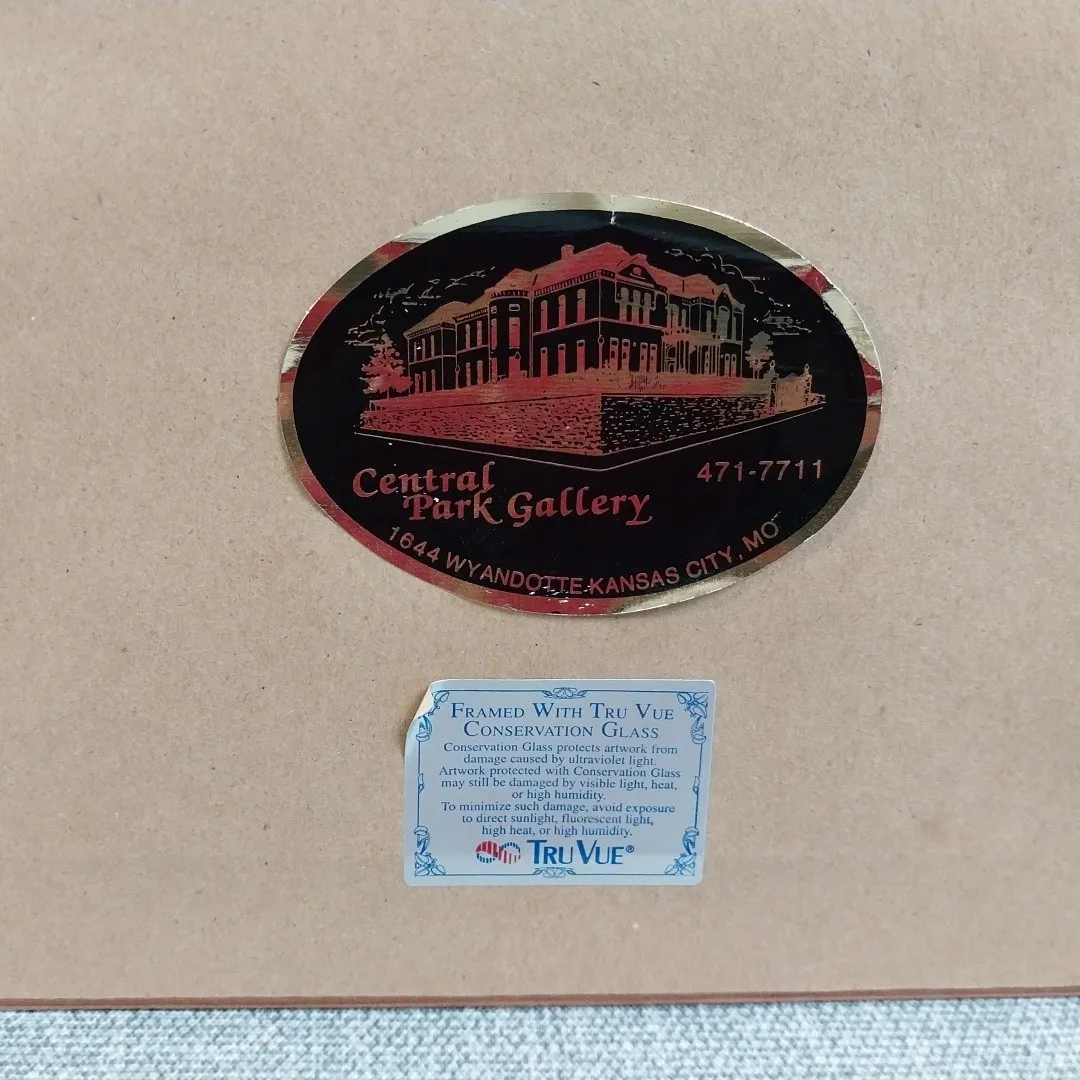 Central
Park Gallery
471-7711
1644 WYANDOTTE KANSAS CITY, MO
FRAMED WITH TRU VUE
CONSERVATION GLASS
Conservation Glass protects artwork from
damage caused by ultraviolet light.
Artwork protected with Conservation Glass
may still be damaged by visible light, heat,
or high humidity.
To minimize such damage, avoid exposure
to direct sunlight, fluorescent light,
high heat, or high humidity.
TRU VUE®